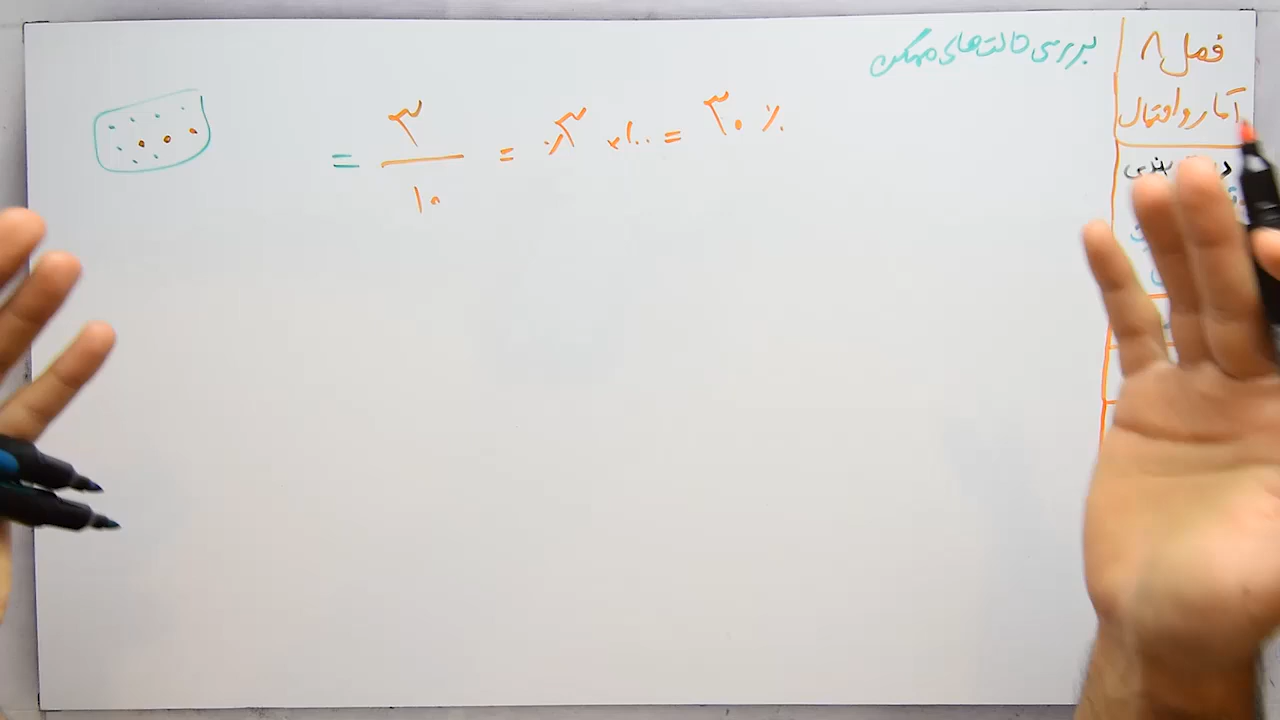 فصل ۸
آمار و احتمال
بررسی حالت‌های ممکن
= ۳/۱۰ = ۰/۳ × ۱۰۰ = ۳۰٪